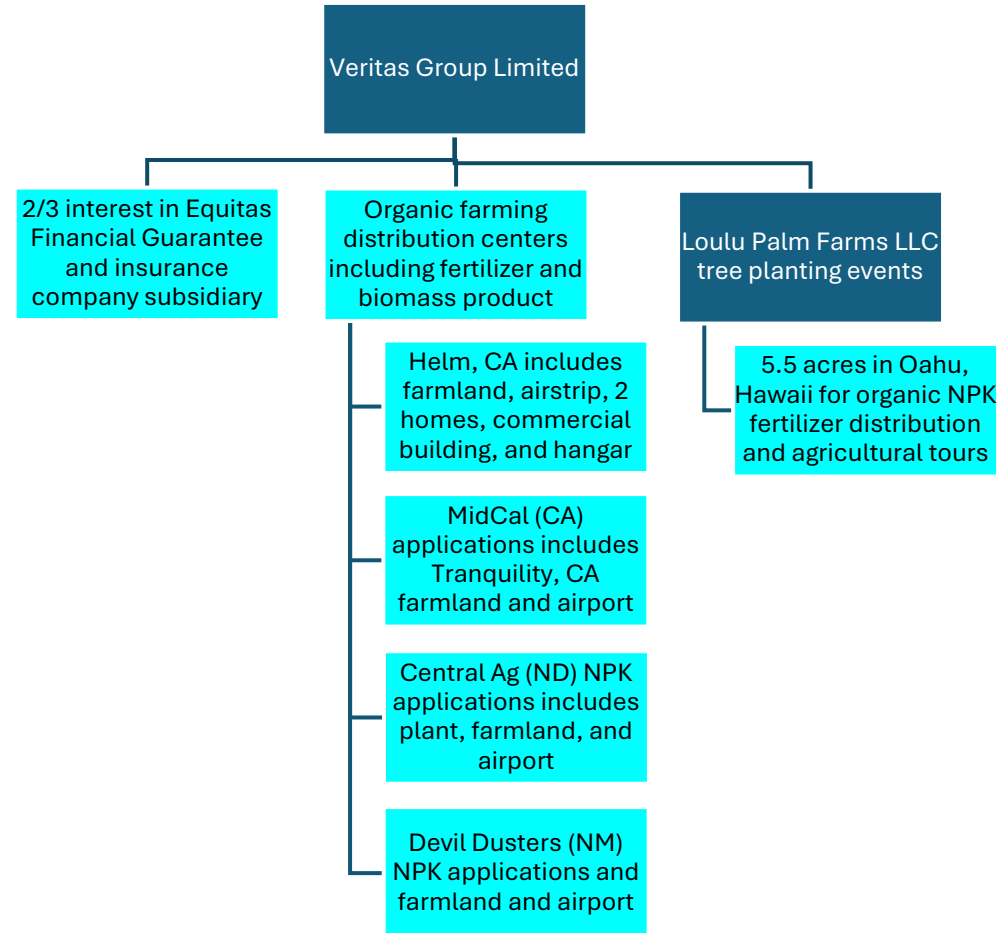 Veritas Group Limited
2/3 interest in Equitas
Financial Guarantee
and insurance
company subsidiary
Organic farming
distribution centers
including fertilizer and
biomass product
Loulu Palm Farms LLC
tree planting events
Helm, CA includes
farmland, airstrip, 2
homes, commercial
building, and hangar
MidCal (CA)
applications includes
Tranquility, CA
farmland and airport
Central Ag (ND) NPK
applications includes
plant, farmland, and
airport
Devil Dusters (NM)
NPK applications and
farmland and airport
5.5 acres in Oahu,
Hawaii for organic NPK
fertilizer distribution
and agricultural tours